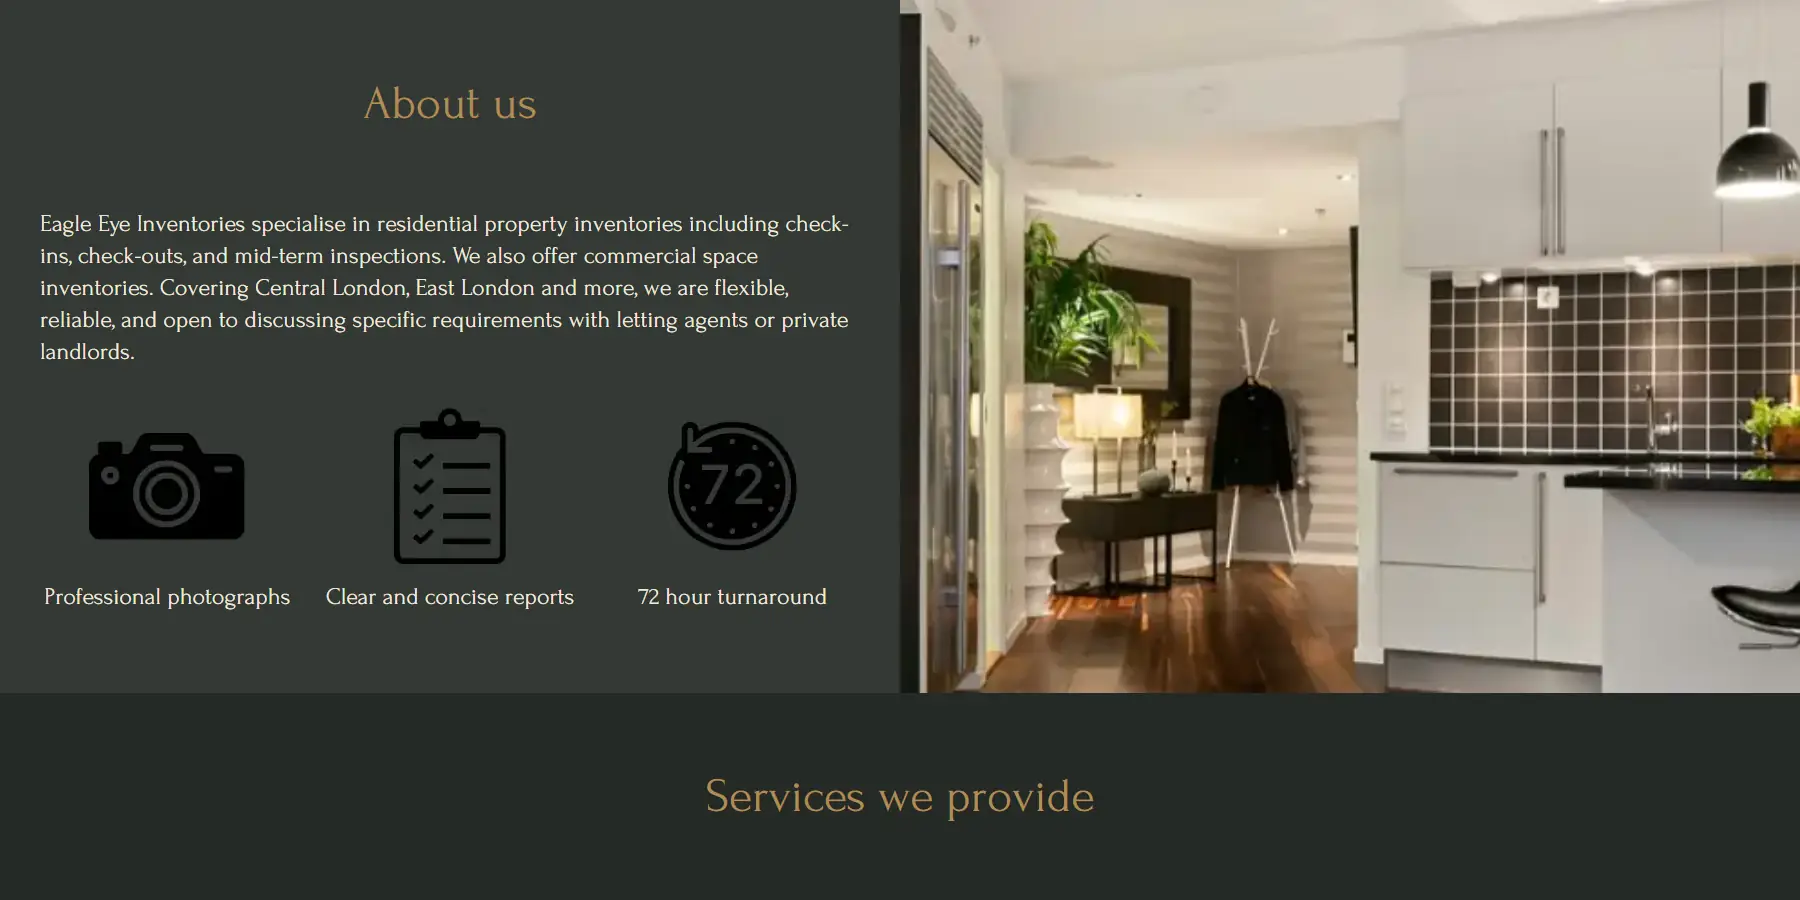 About us
Eagle Eye Inventories specialise in residential property inventories including check-
ins, check-outs, and mid-term inspections. We also offer commercial space
inventories. Covering Central London, East London and more, we are flexible,
reliable, and open to discussing specific requirements with letting agents or private
landlords.
72
Professional photographs
Clear and concise reports
72 hour turnaround
Services we provide